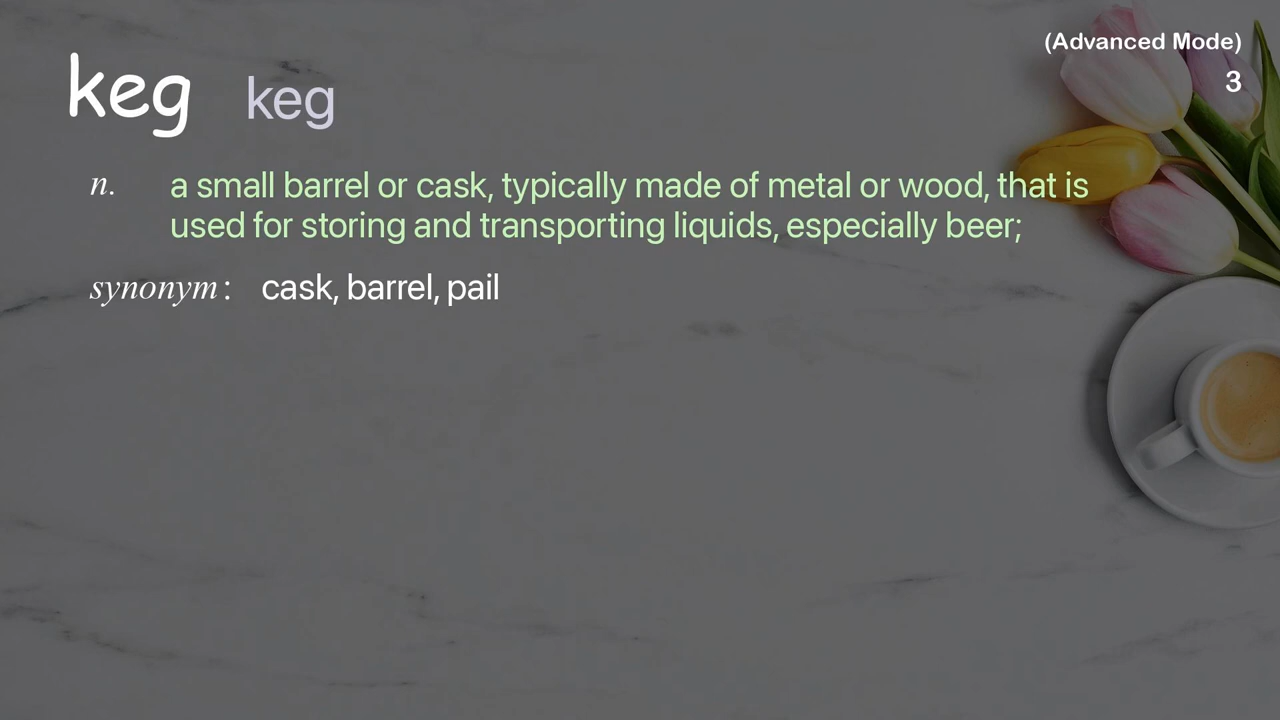 (Advanced Mode)
3
keg keg
n. a small barrel or cask, typically made of metal or wood, that is
used for storing and transporting liquids, especially beer;
synonym: cask, barrel, pail